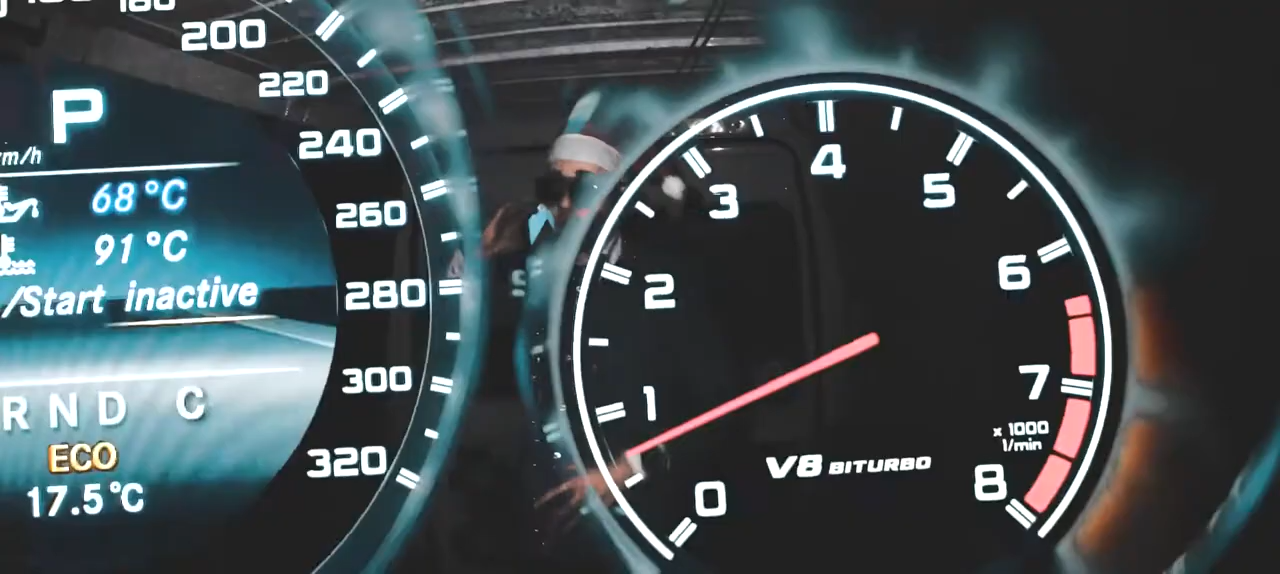 200
220
240
260
280
300
320
P
km/h
68°C
91°C
/Start inactive
R N D C
ECO
17.5°C
0
1
2
3
4
5
6
7
8
x 1000
1/min
V8 BITURBO